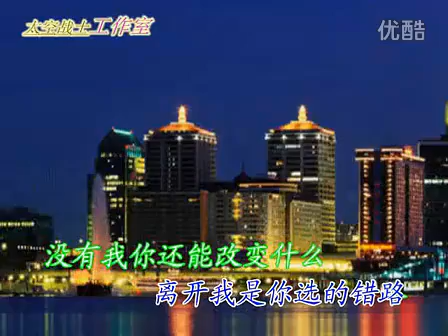 太空战士工作室
优酷
没有我你还能改变什么
离开我是你选的错路